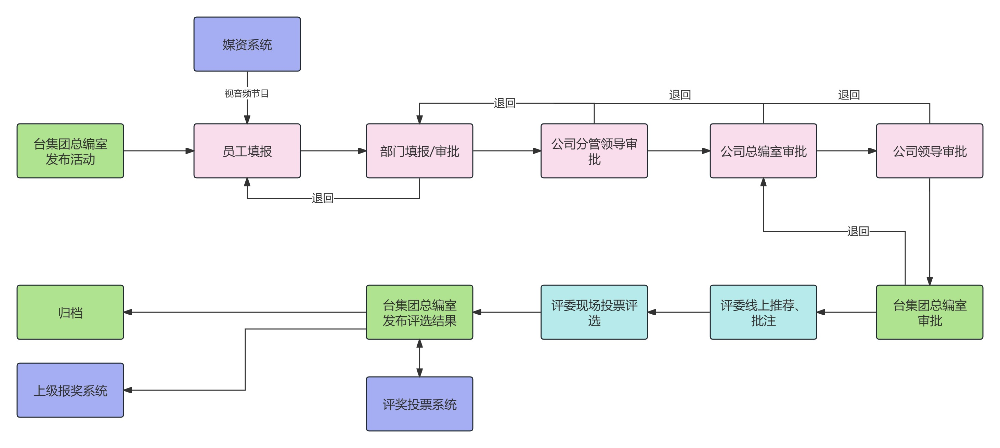 媒资系统
视音频节目
退回
退回
退回
台集团总编室
发布活动
员工填报
部门填报/审批
公司分管领导审
批
公司总编室审批
公司领导审批
退回
退回
归档
台集团总编室
发布评选结果
评委现场投票评
选
评委线上推荐、
批注
台集团总编室
审批
上级报奖系统
评奖投票系统